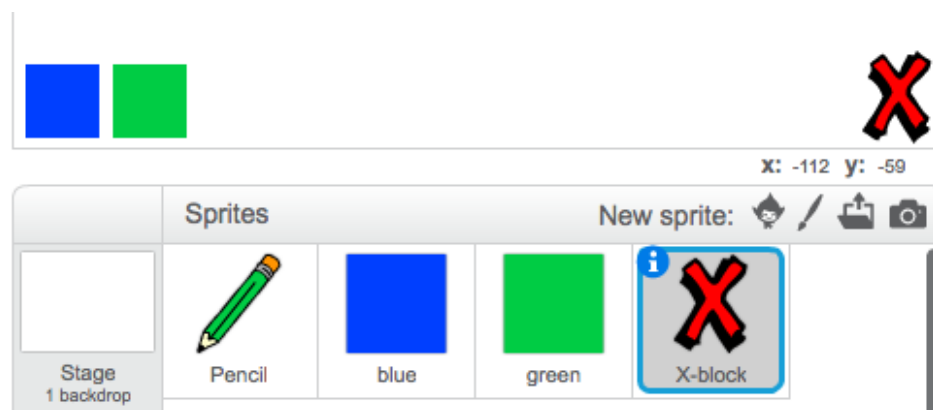 x: -112 y: -59
Sprites
New sprite:
Stage
1 backdrop
Pencil
blue
green
X-block